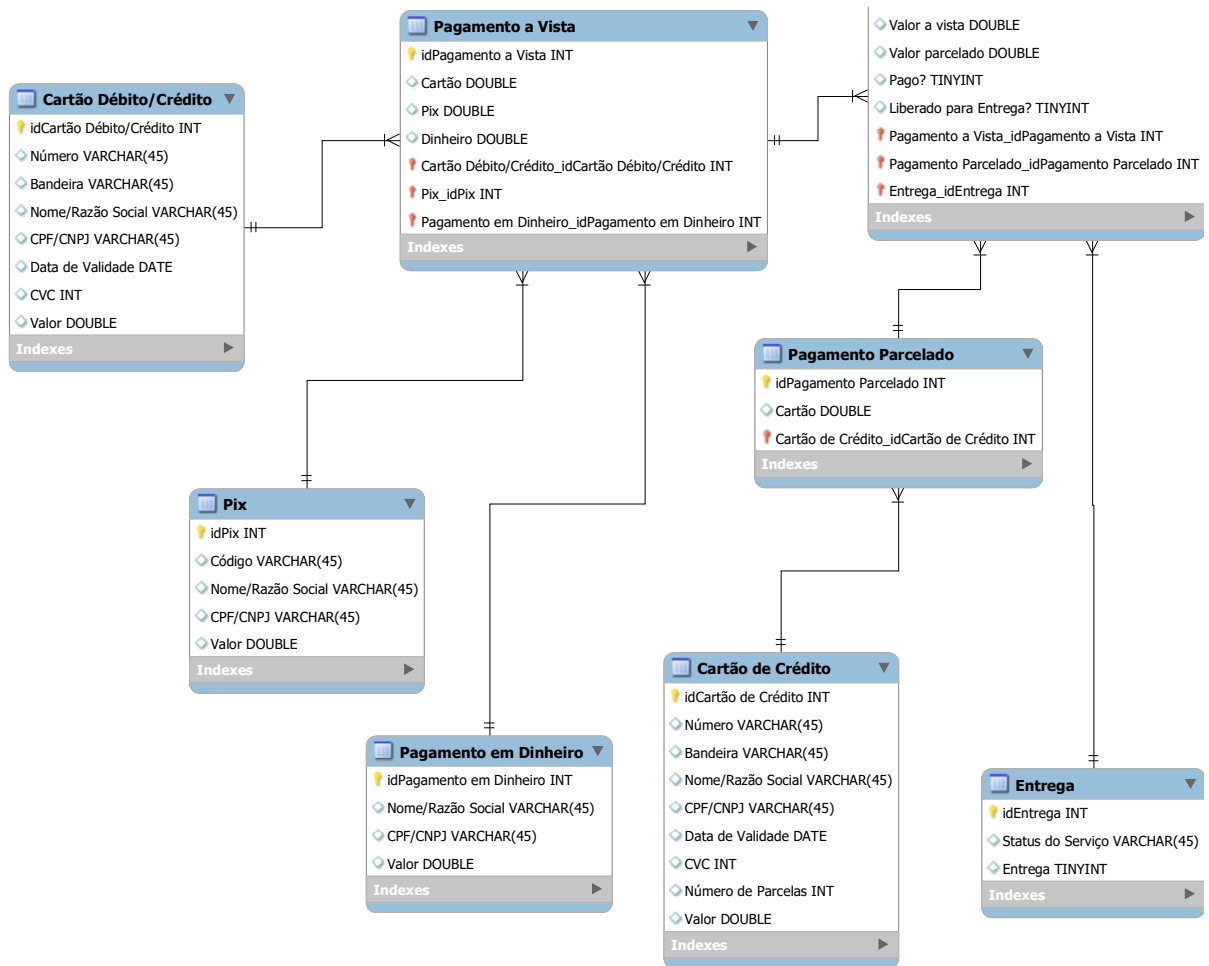 Pagamento a Vista
idPagamento a Vista INT
Cartão DOUBLE
Pix DOUBLE
Dinheiro DOUBLE
Cartão Débito/Crédito_idCartão Débito/Crédito INT
Pix_idPix INT
Pagamento em Dinheiro_idPagamento em Dinheiro INT
Indexes
Valor a vista DOUBLE
Valor parcelado DOUBLE
Pago? TINYINT
Liberado para Entrega? TINYINT
Pagamento a Vista_idPagamento a Vista INT
Pagamento Parcelado_idPagamento Parcelado INT
Entrega_idEntrega INT
Indexes
Cartão Débito/Crédito
idCartão Débito/Crédito INT
Número VARCHAR(45)
Bandeira VARCHAR(45)
Nome/Razão Social VARCHAR(45)
CPF/CNPJ VARCHAR(45)
Data de Validade DATE
CVC INT
Valor DOUBLE
Indexes
Pagamento Parcelado
idPagamento Parcelado INT
Cartão DOUBLE
Cartão de Crédito_idCartão de Crédito INT
Indexes
Pix
idPix INT
Código VARCHAR(45)
Nome/Razão Social VARCHAR(45)
CPF/CNPJ VARCHAR(45)
Valor DOUBLE
Indexes
Pagamento em Dinheiro
idPagamento em Dinheiro INT
Nome/Razão Social VARCHAR(45)
CPF/CNPJ VARCHAR(45)
Valor DOUBLE
Indexes
Cartão de Crédito
idCartão de Crédito INT
Número VARCHAR(45)
Bandeira VARCHAR(45)
Nome/Razão Social VARCHAR(45)
CPF/CNPJ VARCHAR(45)
Data de Validade DATE
CVC INT
Número de Parcelas INT
Valor DOUBLE
Indexes
Entrega
idEntrega INT
Status do Serviço VARCHAR(45)
Entrega TINYINT
Indexes